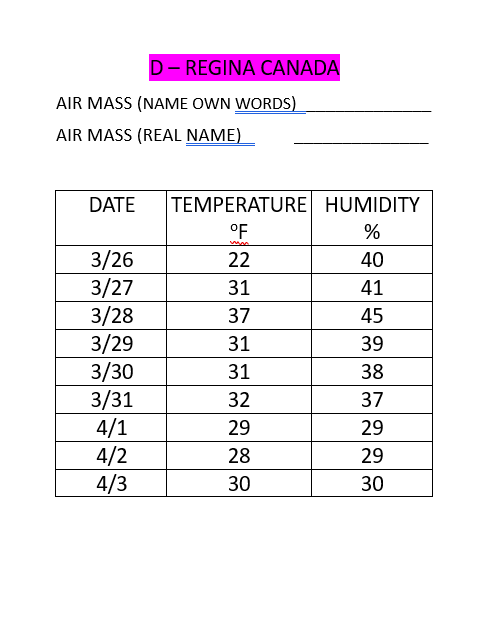 D – REGINA CANADA
AIR MASS (NAME OWN WORDS)_______________
AIR MASS (REAL NAME)_ ______________
DATE TEMPERATURE HUMIDITY
ºF %
3/26 22 40
3/27 31 41
3/28 37 45
3/29 31 39
3/30 31 38
3/31 32 37
4/1 29 29
4/2 28 29
4/3 30 30